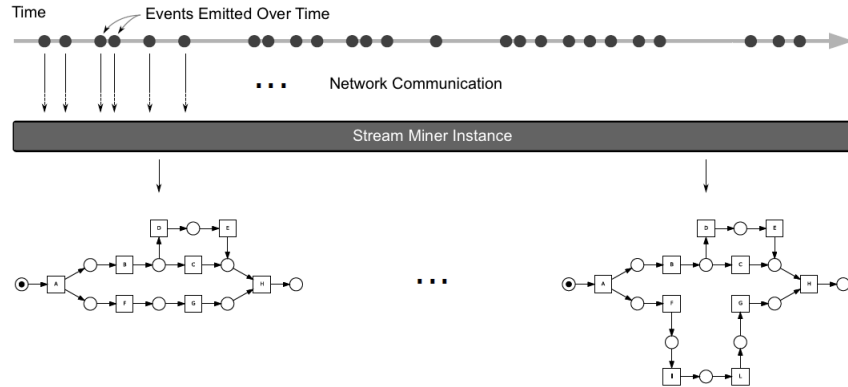 Time
Events Emitted Over Time
... Network Communication
Stream Miner Instance
D E
B C
A H
F G
...
D E
B C
A H
F G
I L